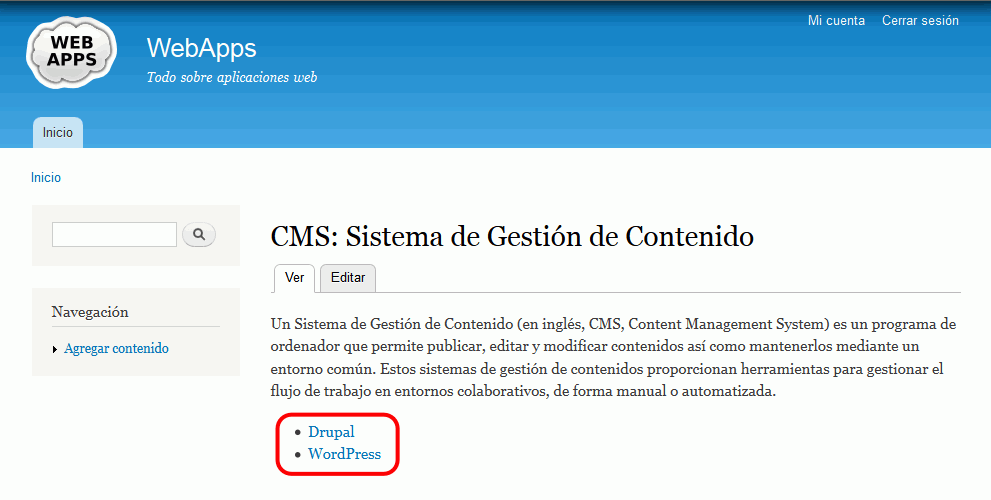 Mi cuenta Cerrar sesión
WEB
APPS
WebApps
Todo sobre aplicaciones web
Inicio
Inicio
Navegación
Agregar contenido
CMS: Sistema de Gestión de Contenido
Ver Editar
Un Sistema de Gestión de Contenido (en inglés, CMS, Content Management System) es un programa de
ordenador que permite publicar, editar y modificar contenidos así como mantenerlos mediante un
entorno común. Estos sistemas de gestión de contenidos proporcionan herramientas para gestionar el
flujo de trabajo en entornos colaborativos, de forma manual o automatizada.
Drupal
WordPress